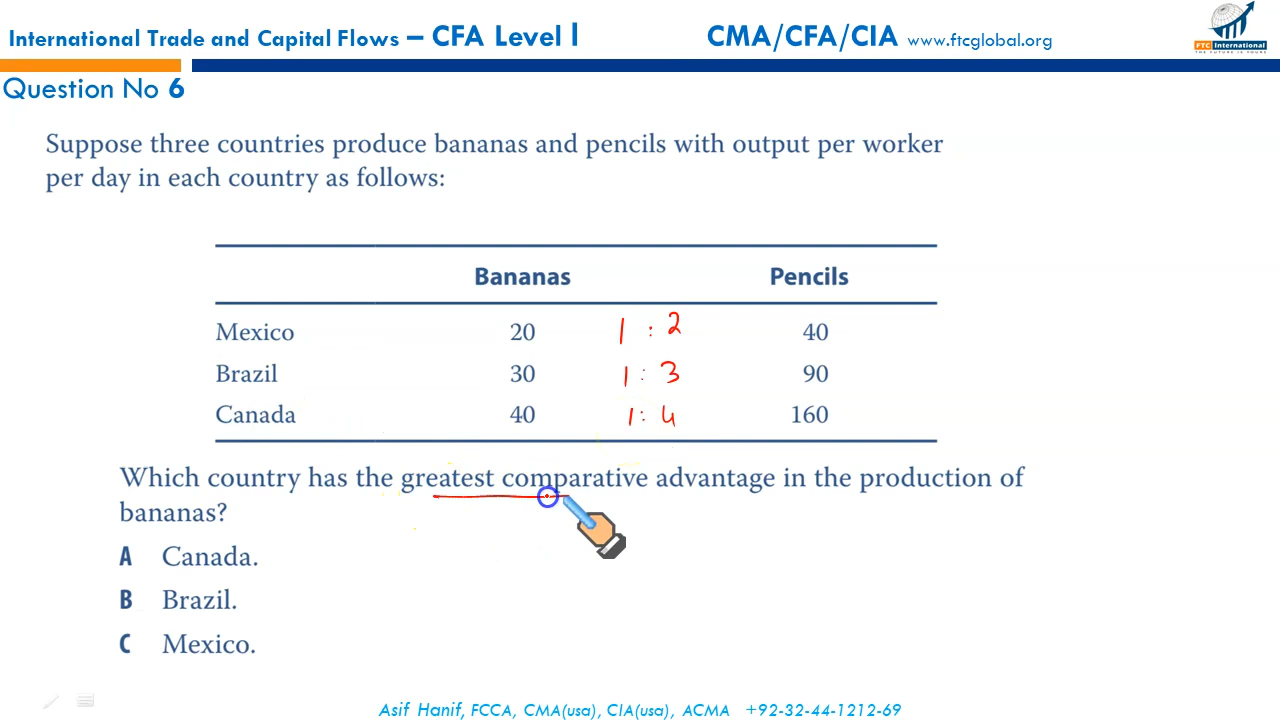 International Trade and Capital Flows – CFA Level I CMA/CFA/CIA www.ftcglobal.org
FTC International
THE FUTURE IS YOURS
Question No 6
Suppose three countries produce bananas and pencils with output per worker
per day in each country as follows:
Bananas Pencils
Mexico 20 1 : 2 40
Brazil 30 1 : 3 90
Canada 40 1 : 4 160
Which country has the greatest comparative advantage in the production of
bananas?
A Canada.
B Brazil.
C Mexico.
Asif Hanif, FCCA, CMA(usa), CIA(usa), ACMA +92-32-44-1212-69